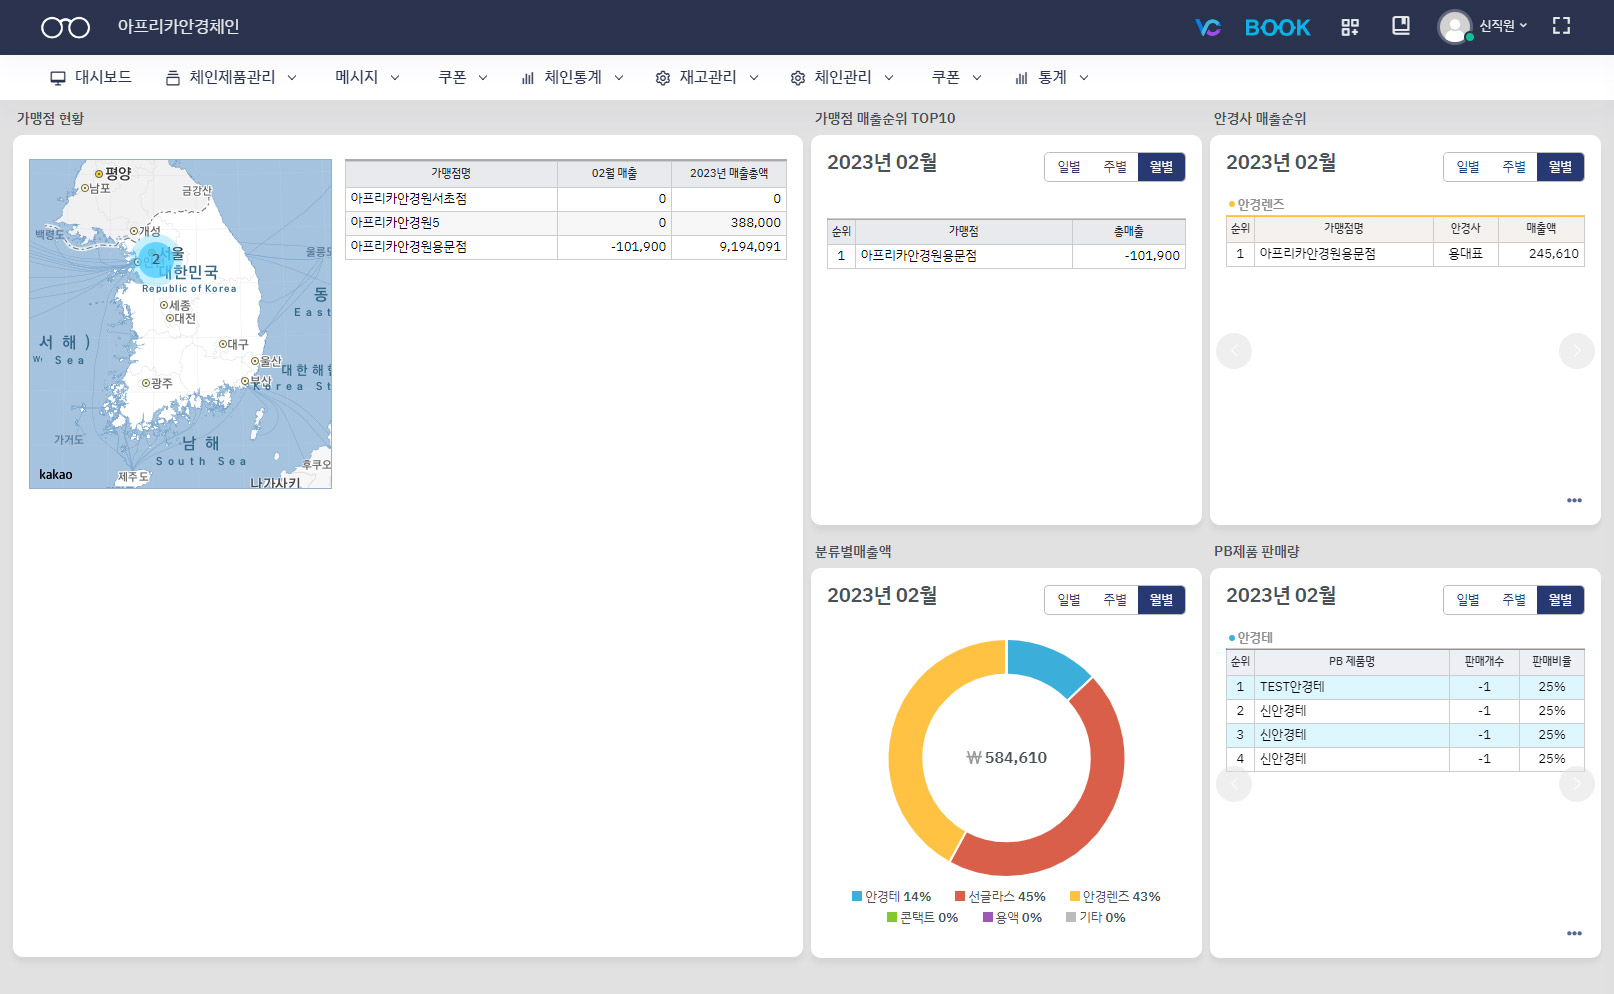 아프리카안경체인
VC
BOOK
신직원
대시보드
체인제품관리
메시지
쿠폰
체인통계
재고관리
체인관리
쿠폰
통계
가맹점 현황
평양
남포
금강산
개성
백령도
2
서울
울릉도
대한민국
Republic of Korea
동
East
세종
대전
서 해 )
Sea
대구
울산
대 한 해
부산
Korea St
광주
가거도
남 해
South Sea
후쿠오
kakao
제주도
나가사키
가맹점명 02월 매출 2023년 매출총액
아프리카안경원서초점 0 0
아프리카안경원5 0 388,000
아프리카안경원용문점 -101,900 9,194,091
가맹점 매출순위 TOP10
2023년 02월
일별 주별 월별
순위 가맹점 총매출
1 아프리카안경원용문점 -101,900
안경사 매출순위
2023년 02월
일별 주별 월별
안경렌즈
순위 가맹점명 안경사 매출액
1 아프리카안경원용문점 용대표 245,610
분류별매출액
2023년 02월
일별 주별 월별
₩ 584,610
안경테 14% 선글라스 45% 안경렌즈 43%
콘택트 0% 용액 0% 기타 0%
PB제품 판매량
2023년 02월
일별 주별 월별
안경테
순위 PB 제품명 판매개수 판매비율
1 TEST안경테 -1 25%
2 신안경테 -1 25%
3 신안경테 -1 25%
4 신안경테 -1 25%